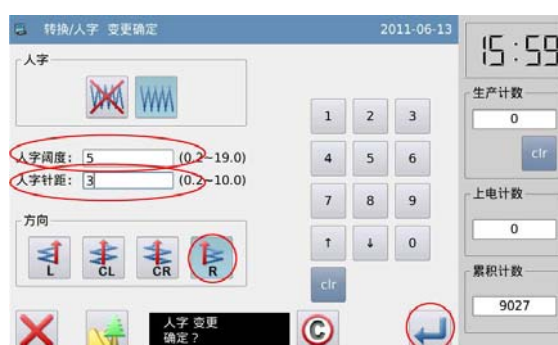 转换/人字 变更确定 2011-06-13
15:59
人字
人字阔度: 5 (0.2~19.0)
人字针距: 3 (0.2~10.0)
方向
L CL CR R
1 2 3
4 5 6
7 8 9
↑ ↓ 0
clr
人字 变更
确定?
C
生产计数
0
clr
上电计数
0
累积计数
9027